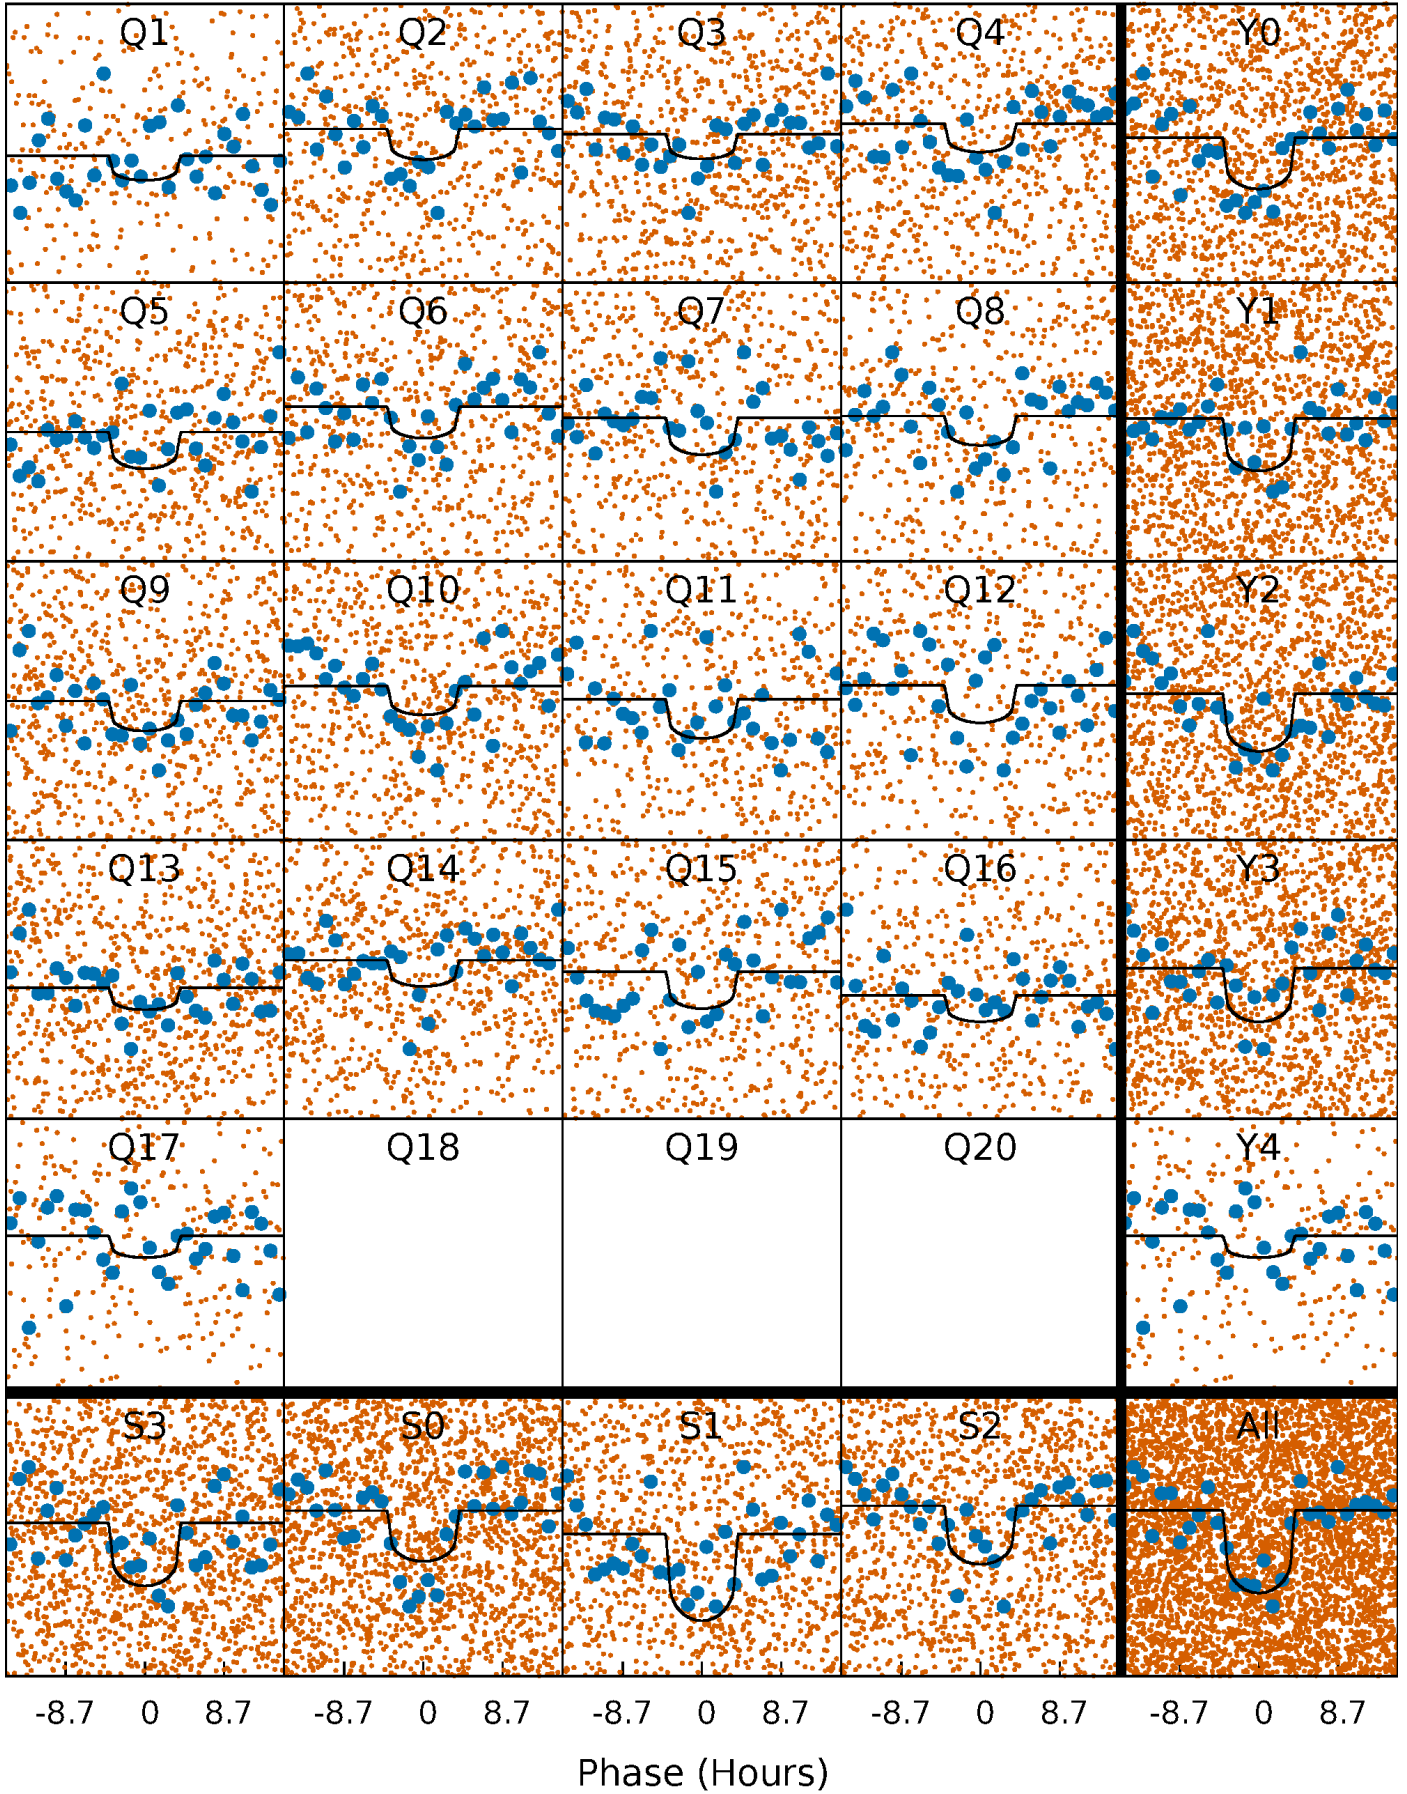 Q1 Q2 Q3 Q4 Y0
Q5 Q6 Q7 Q8 Y1
Q9 Q10 Q11 Q12 Y2
Q13 Q14 Q15 Q16 Y3
Q17 Q18 Q19 Q20 Y4
S3 S0 S1 S2 All
-8.7 0 8.7 -8.7 0 8.7 -8.7 0 8.7 -8.7 0 8.7 -8.7 0 8.7
Phase (Hours)